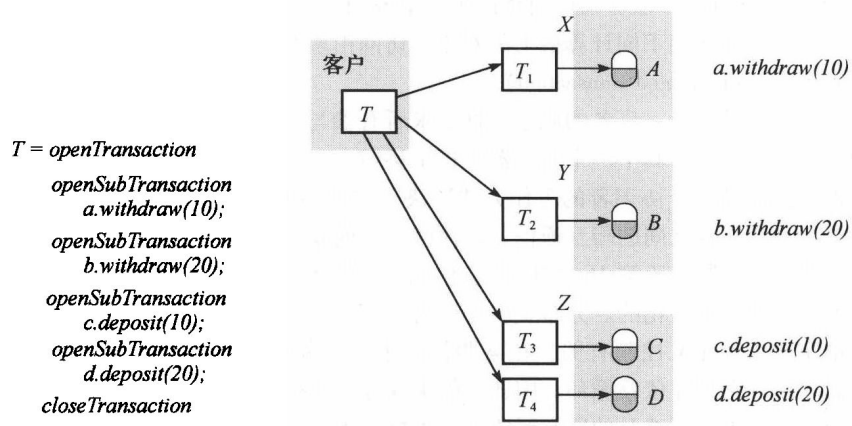 T = openTransaction
openSubTransaction
a.withdraw(10);
openSubTransaction
b.withdraw(20);
openSubTransaction
c.deposit(10);
openSubTransaction
d.deposit(20);
closeTransaction
客户
T
X
T₁
A
a.withdraw(10)
Y
T₂
B
b.withdraw(20)
Z
T₃
C
c.deposit(10)
T₄
D
d.deposit(20)